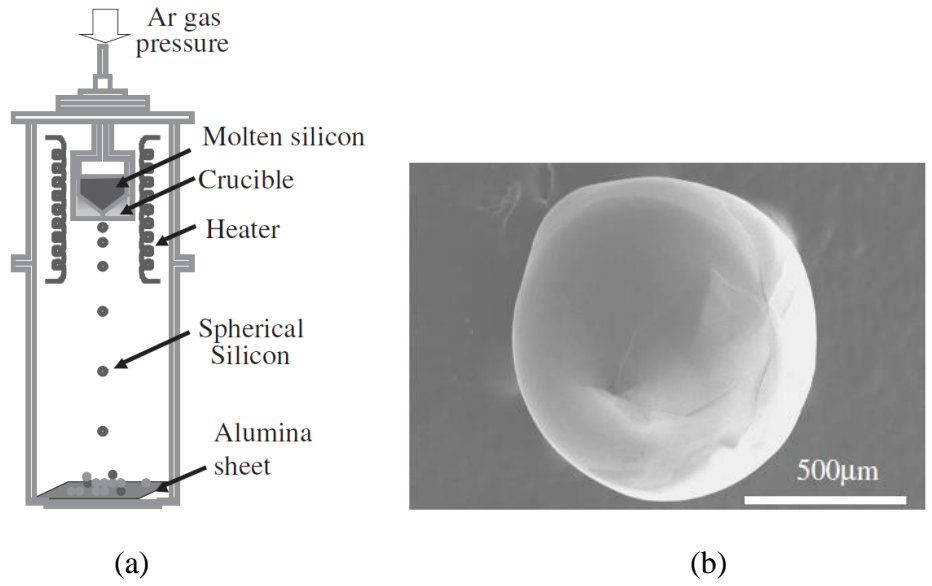 Ar gas
pressure
Molten silicon
Crucible
Heater
Spherical
Silicon
Alumina
sheet
500μm
(a)
(b)